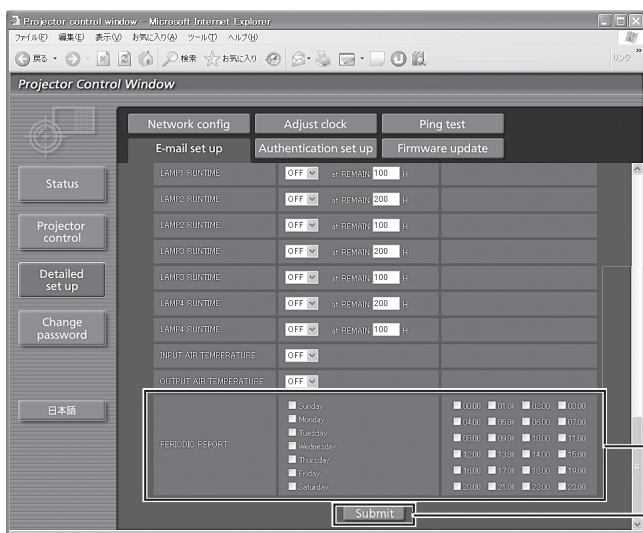 Projector control window - Microsoft Internet Explorer
ファイル(F) 編集(E) 表示(V) お気に入り(A) ツール(T) ヘルプ(H)
戻る 検索 お気に入り リンク »
Projector Control Window
Network config Adjust clock Ping test
E-mail set up Authentication set up Firmware update
Status
Projector control
Detailed set up
Change password
日本語
LAMP1 RUNTIME OFF at REMAIN 100 H
LAMP2 RUNTIME OFF at REMAIN 200 H
LAMP2 RUNTIME OFF at REMAIN 100 H
LAMP3 RUNTIME OFF at REMAIN 200 H
LAMP3 RUNTIME OFF at REMAIN 100 H
LAMP4 RUNTIME OFF at REMAIN 200 H
LAMP4 RUNTIME OFF at REMAIN 100 H
INPUT AIR TEMPERATURE OFF
OUTPUT AIR TEMPERATURE OFF
PERIODIC REPORT
Sunday
Monday
Tuesday
Wednesday
Thursday
Friday
Saturday
00:00 01:00 02:00 03:00
04:00 05:00 06:00 07:00
08:00 09:00 10:00 11:00
12:00 13:00 14:00 15:00
16:00 17:00 18:00 19:00
20:00 21:00 22:00 23:00
Submit